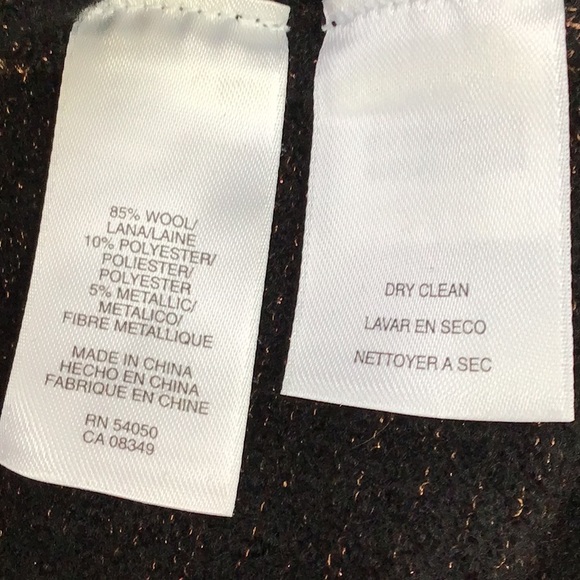 85% WOOL/
LANA/LAINE
10% POLYESTER/
POLIESTER/
POLYESTER
5% METALLIC/
METALICO/
FIBRE METALLIQUE
MADE IN CHINA
HECHO EN CHINA
FABRIQUE EN CHINE
RN 54050
CA 08349
DRY CLEAN
LAVAR EN SECO
NETTOYER A SEC